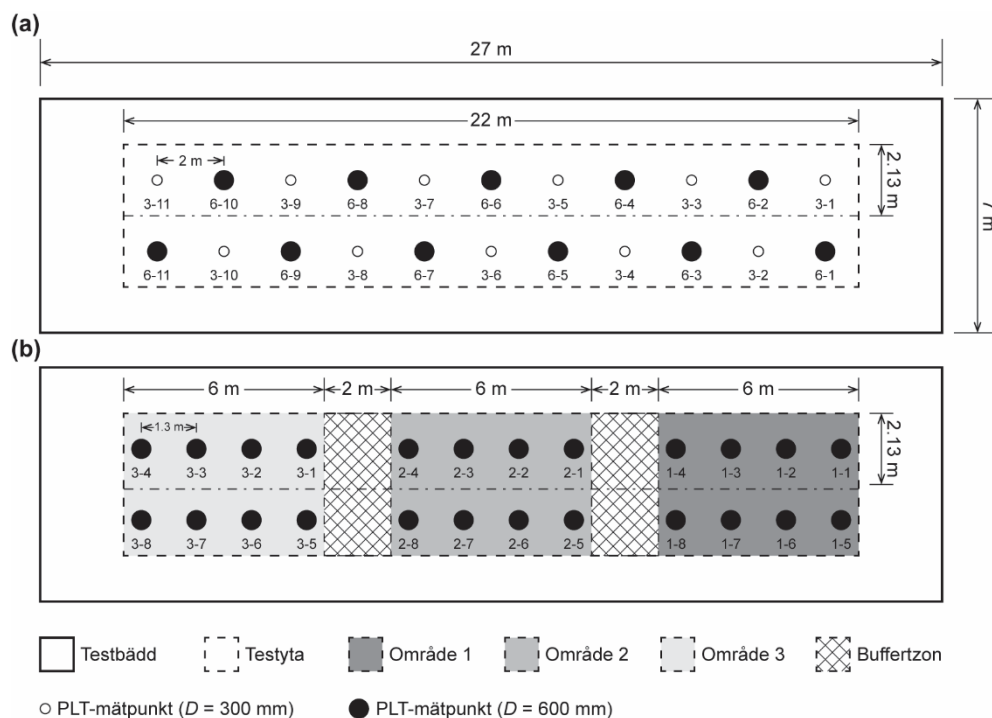 (a)
27 m
22 m
2 m
2.13 m
7 m
3-11 6-10 3-9 6-8 3-7 6-6 3-5 6-4 3-3 6-2 3-1
6-11 3-10 6-9 3-8 6-7 3-6 6-5 3-4 6-3 3-2 6-1
(b)
6 m 2 m 6 m 2 m 6 m
1.3 m
2.13 m
3-4 3-3 3-2 3-1 2-4 2-3 2-2 2-1 1-4 1-3 1-2 1-1
3-8 3-7 3-6 3-5 2-8 2-7 2-6 2-5 1-8 1-7 1-6 1-5
Testbädd Testyta Område 1 Område 2 Område 3 Buffertzon
PLT-mätpunkt (D = 300 mm) PLT-mätpunkt (D = 600 mm)